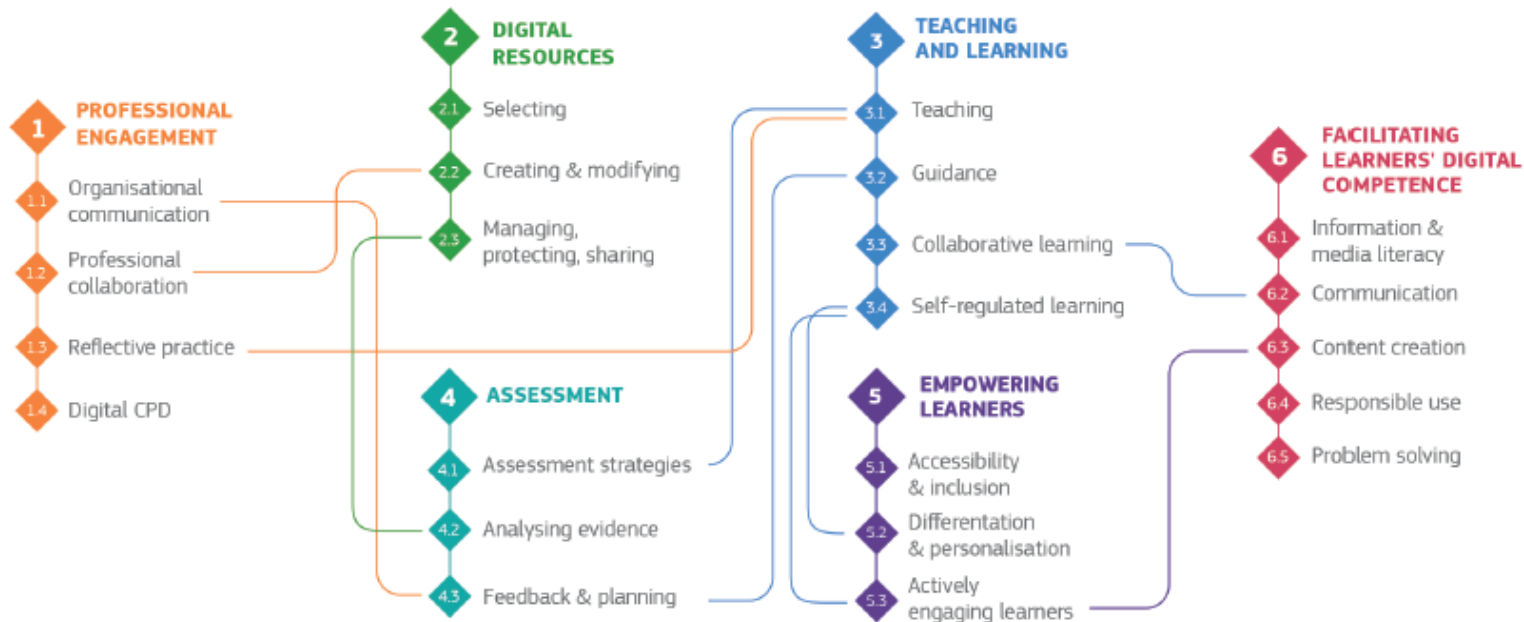 1
PROFESSIONAL
ENGAGEMENT
1.1
Organisational
communication
1.2
Professional
collaboration
1.3
Reflective practice
1.4
Digital CPD
2
DIGITAL
RESOURCES
2.1
Selecting
2.2
Creating & modifying
2.3
Managing,
protecting, sharing
3
TEACHING
AND LEARNING
3.1
Teaching
3.2
Guidance
3.3
Collaborative learning
3.4
Self-regulated learning
4
ASSESSMENT
4.1
Assessment strategies
4.2
Analysing evidence
4.3
Feedback & planning
5
EMPOWERING
LEARNERS
5.1
Accessibility
& inclusion
5.2
Differentation
& personalisation
5.3
Actively
engaging learners
6
FACILITATING
LEARNERS' DIGITAL
COMPETENCE
6.1
Information &
media literacy
6.2
Communication
6.3
Content creation
6.4
Responsible use
6.5
Problem solving